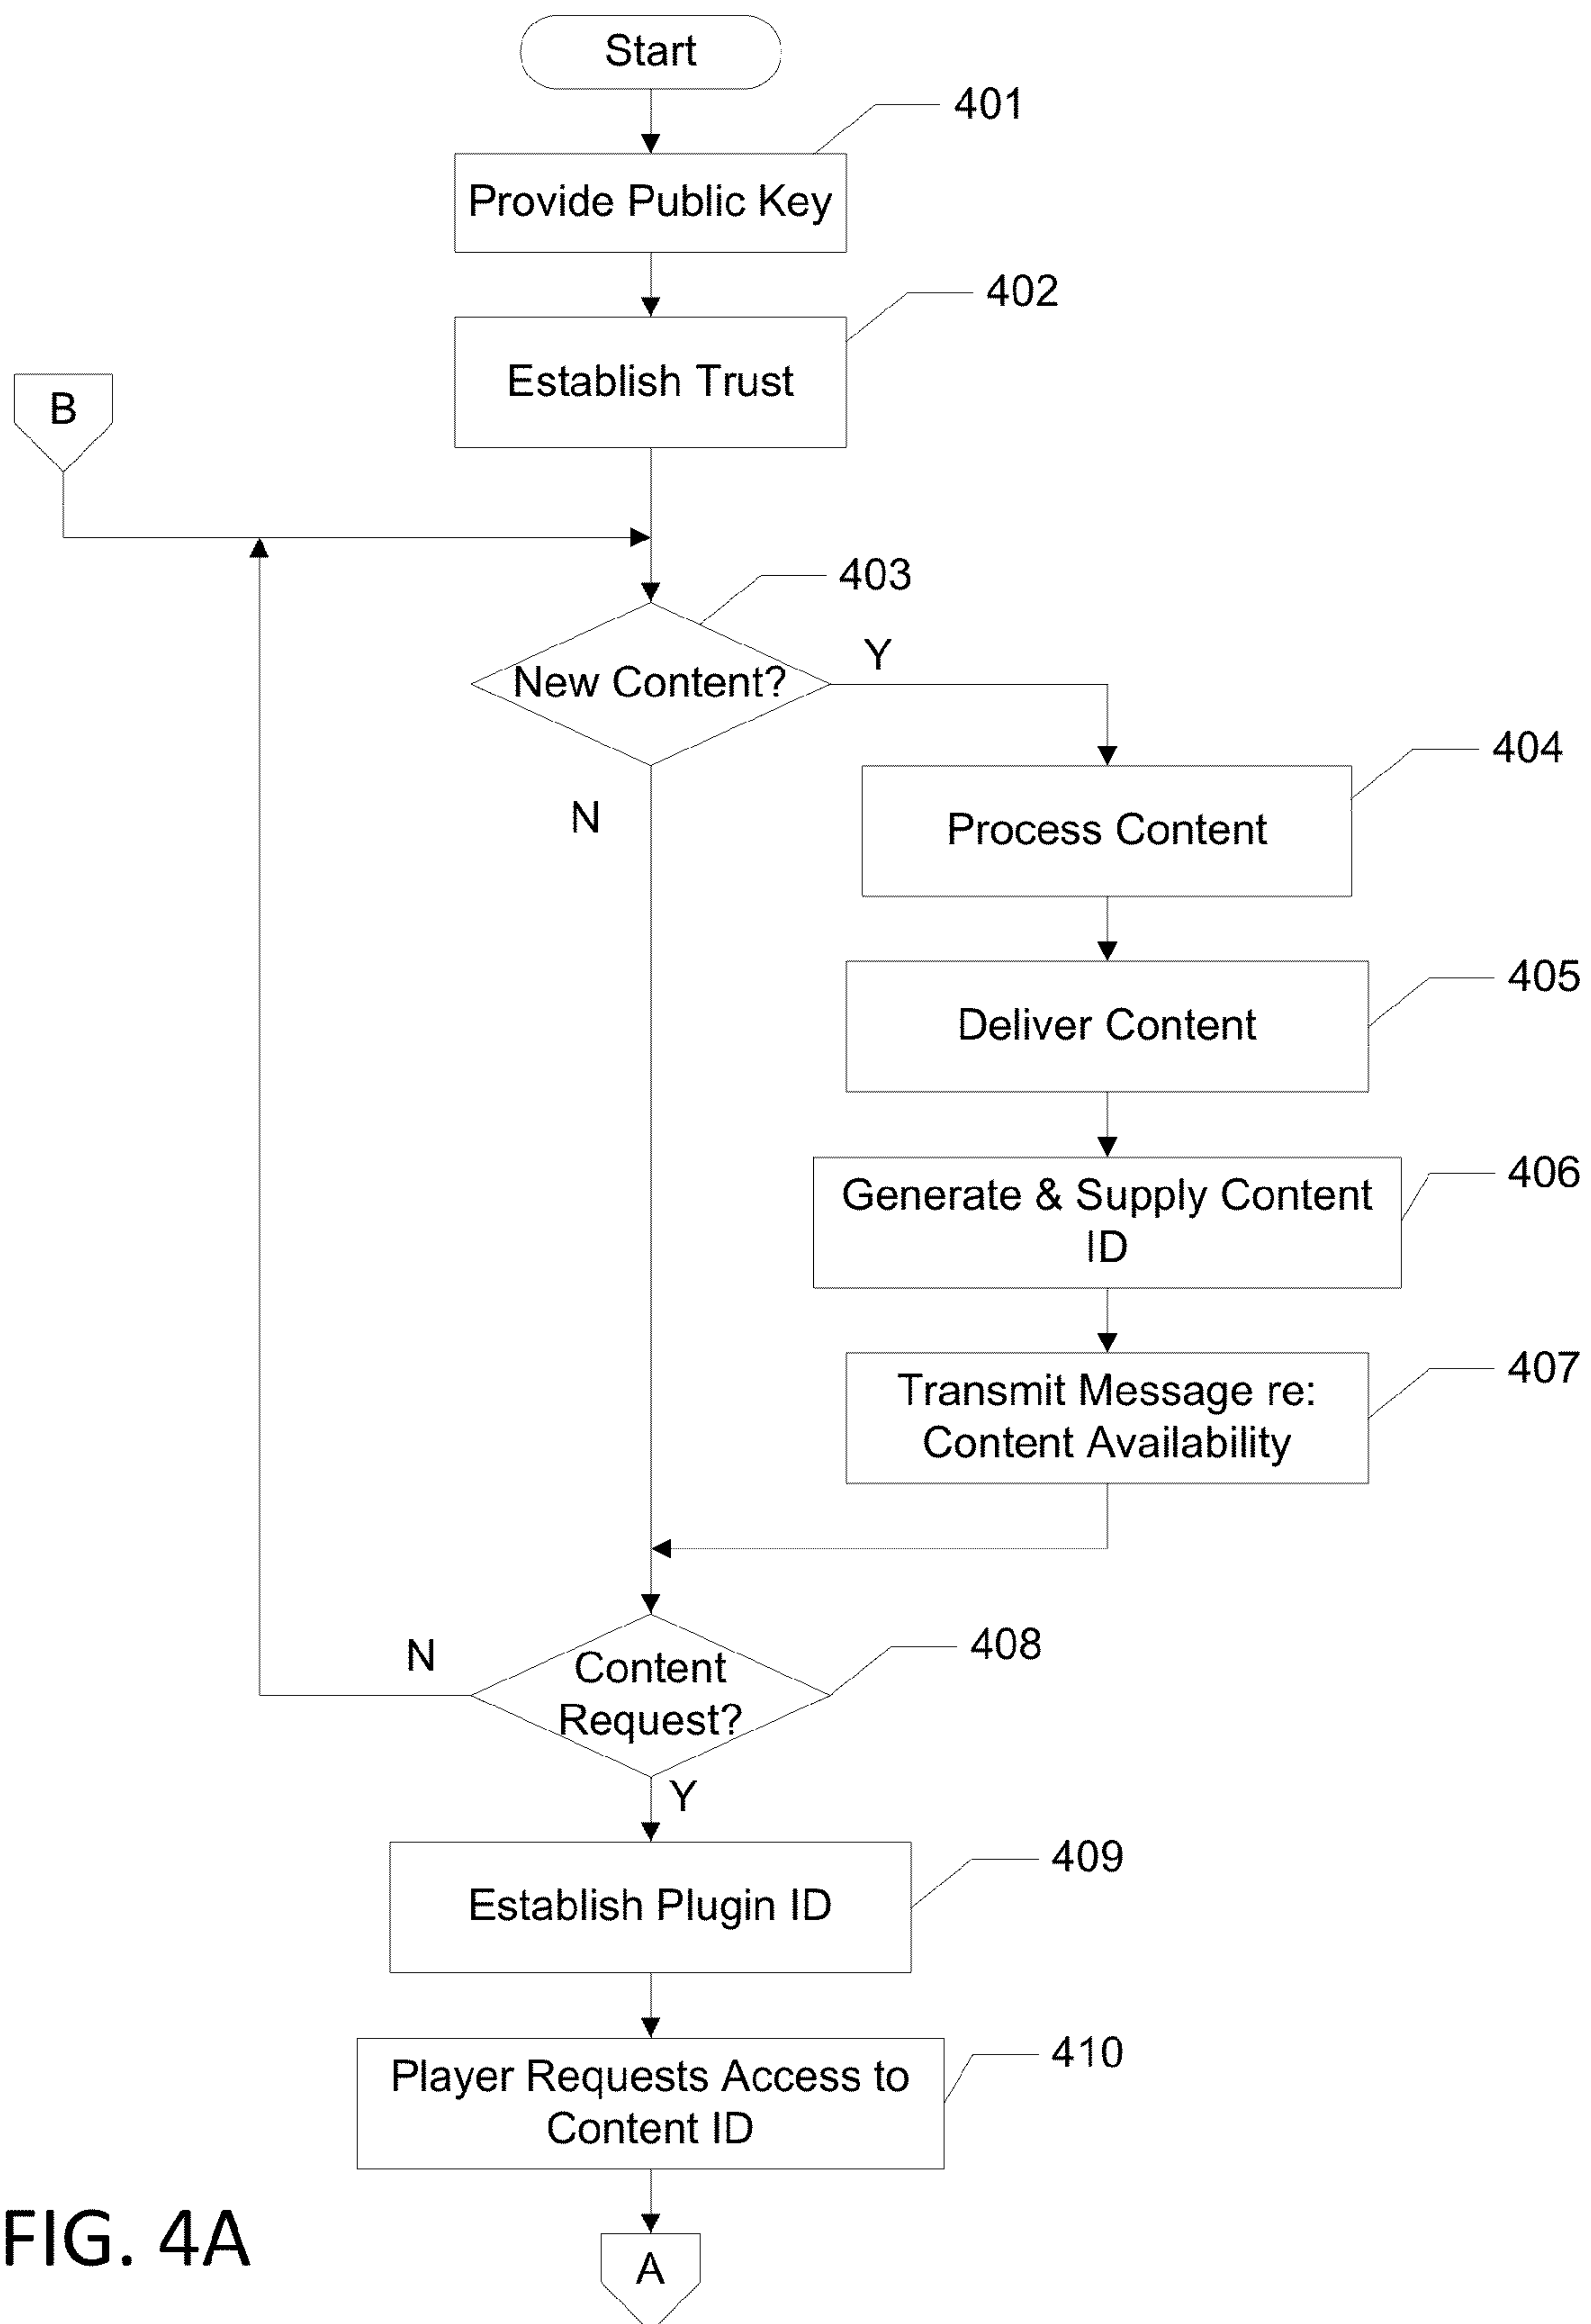 Start
401
Provide Public Key
402
Establish Trust
B
403
New Content?
Y
N
404
Process Content
405
Deliver Content
406
Generate & Supply Content
ID
407
Transmit Message re:
Content Availability
408
N
Content
Request?
Y
409
Establish Plugin ID
410
Player Requests Access to
Content ID
FIG. 4A
A